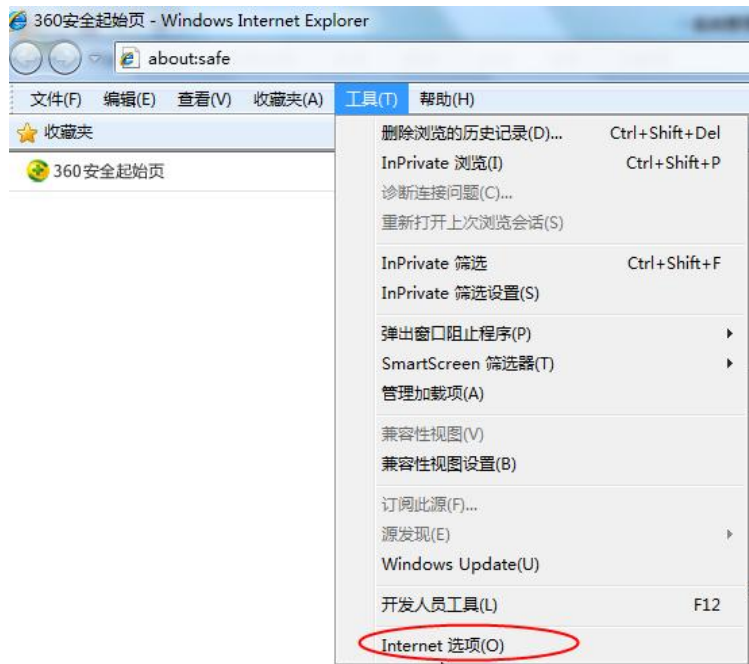 360安全起始页 - Windows Internet Explorer
about:safe
文件(F) 编辑(E) 查看(V) 收藏夹(A) 工具(T) 帮助(H)
收藏夹
360安全起始页
删除浏览的历史记录(D)... Ctrl+Shift+Del
InPrivate 浏览(I) Ctrl+Shift+P
诊断连接问题(C)...
重新打开上次浏览会话(S)
InPrivate 筛选 Ctrl+Shift+F
InPrivate 筛选设置(S)
弹出窗口阻止程序(P)
SmartScreen 筛选器(T)
管理加载项(A)
兼容性视图(V)
兼容性视图设置(B)
订阅此源(F)...
源发现(E)
Windows Update(U)
开发人员工具(L) F12
Internet 选项(O)